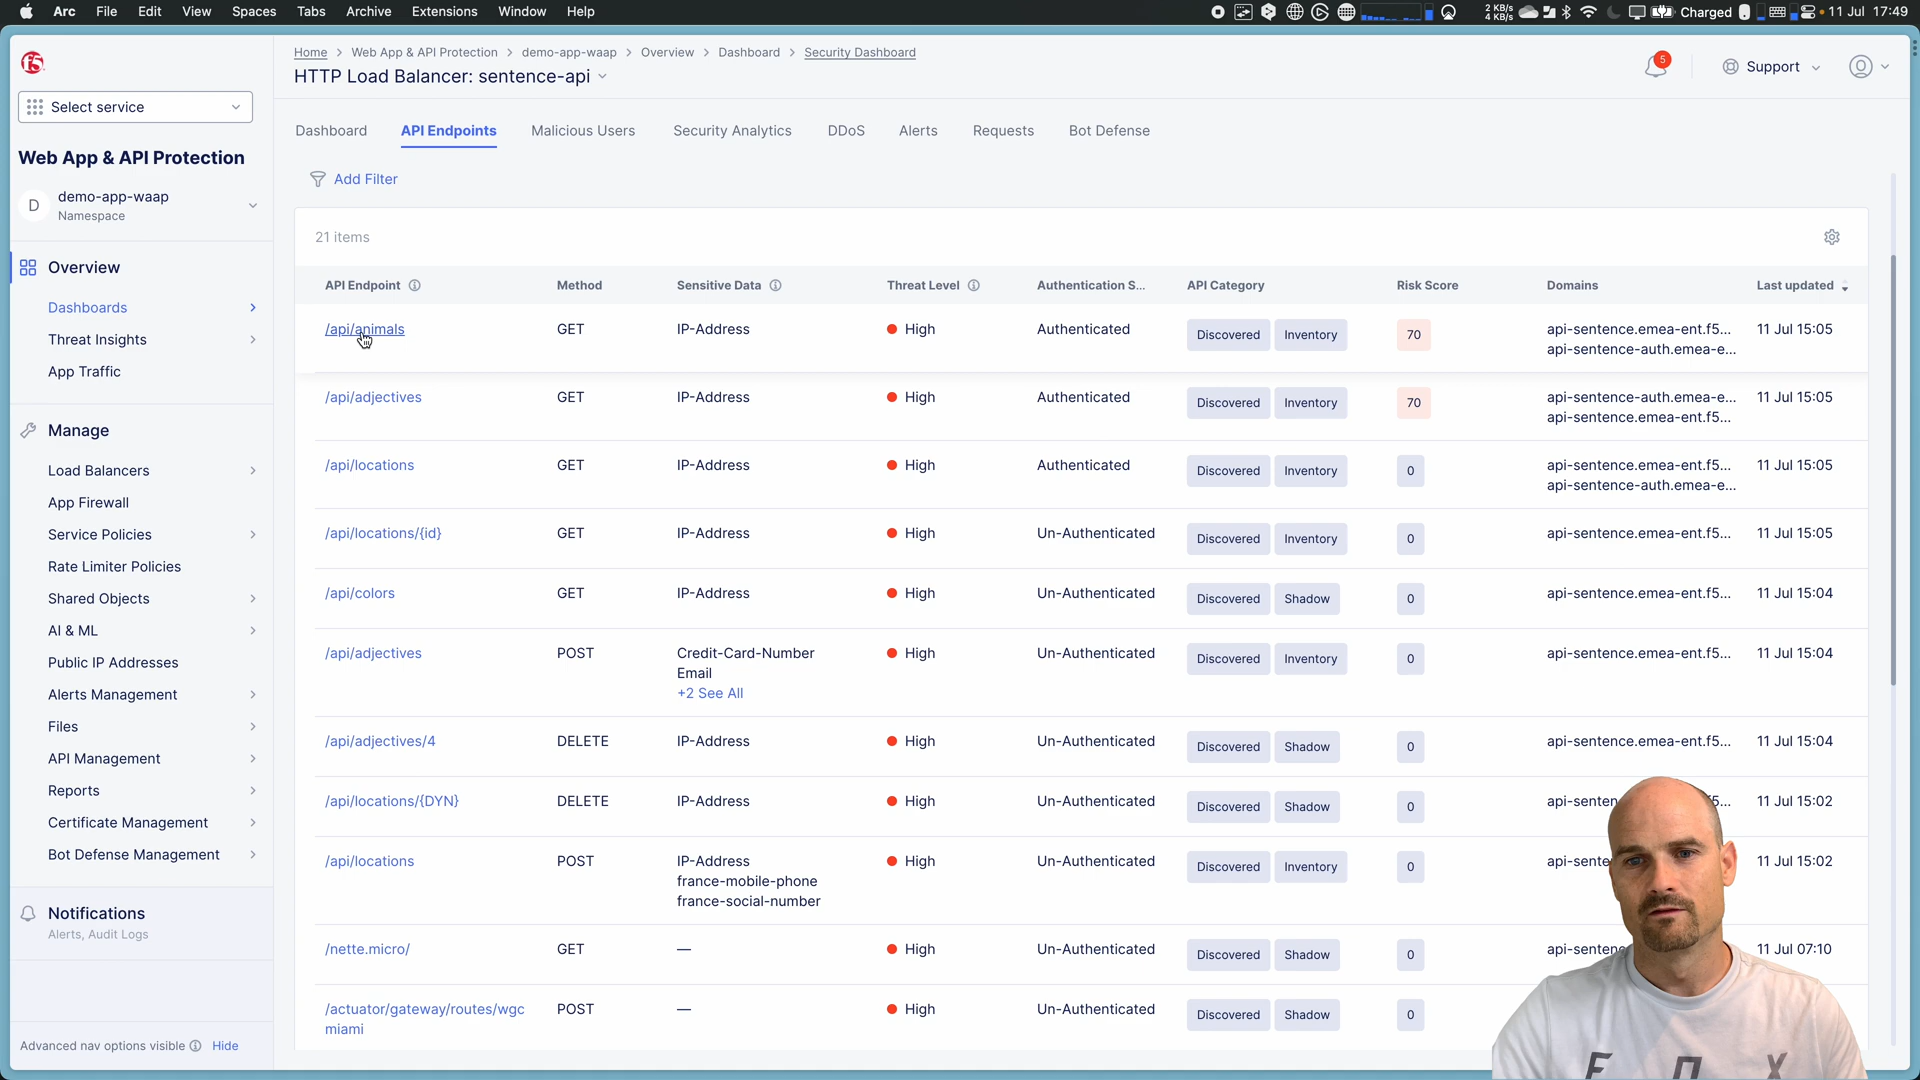 Arc File Edit View Spaces Tabs Archive Extensions Window Help
2 KB/s
4 KB/s
Charged 11 Jul 17:49
Home > Web App & API Protection > demo-app-waap > Overview > Dashboard > Security Dashboard
HTTP Load Balancer: sentence-api
5
Support
f5
Select service
Web App & API Protection
D
demo-app-waap
Namespace
Overview
Dashboards
Threat Insights
App Traffic
Manage
Load Balancers
App Firewall
Service Policies
Rate Limiter Policies
Shared Objects
AI & ML
Public IP Addresses
Alerts Management
Files
API Management
Reports
Certificate Management
Bot Defense Management
Notifications
Alerts, Audit Logs
Advanced nav options visible Hide
Dashboard API Endpoints Malicious Users Security Analytics DDoS Alerts Requests Bot Defense
Add Filter
21 items
API Endpoint Method Sensitive Data Threat Level Authentication S... API Category Risk Score Domains Last updated
/api/animals GET IP-Address High Authenticated Discovered Inventory 70 api-sentence.emea-ent.f5... 11 Jul 15:05
api-sentence-auth.emea-e...
/api/adjectives GET IP-Address High Authenticated Discovered Inventory 70 api-sentence-auth.emea-e... 11 Jul 15:05
api-sentence.emea-ent.f5...
/api/locations GET IP-Address High Authenticated Discovered Inventory 0 api-sentence.emea-ent.f5... 11 Jul 15:05
api-sentence-auth.emea-e...
/api/locations/{id} GET IP-Address High Un-Authenticated Discovered Inventory 0 api-sentence.emea-ent.f5... 11 Jul 15:05
/api/colors GET IP-Address High Un-Authenticated Discovered Shadow 0 api-sentence.emea-ent.f5... 11 Jul 15:04
/api/adjectives POST Credit-Card-Number High Un-Authenticated Discovered Inventory 0 api-sentence.emea-ent.f5... 11 Jul 15:04
Email
+2 See All
/api/adjectives/4 DELETE IP-Address High Un-Authenticated Discovered Shadow 0 api-sentence.emea-ent.f5... 11 Jul 15:04
/api/locations/{DYN} DELETE IP-Address High Un-Authenticated Discovered Shadow 0 api-senten 5... 11 Jul 15:02
/api/locations POST IP-Address High Un-Authenticated Discovered Inventory 0 api-sente 11 Jul 15:02
france-mobile-phone
france-social-number
/nette.micro/ GET — High Un-Authenticated Discovered Shadow 0 api-sentenc 11 Jul 07:10
/actuator/gateway/routes/wgc POST — High Un-Authenticated Discovered Shadow 0
miami